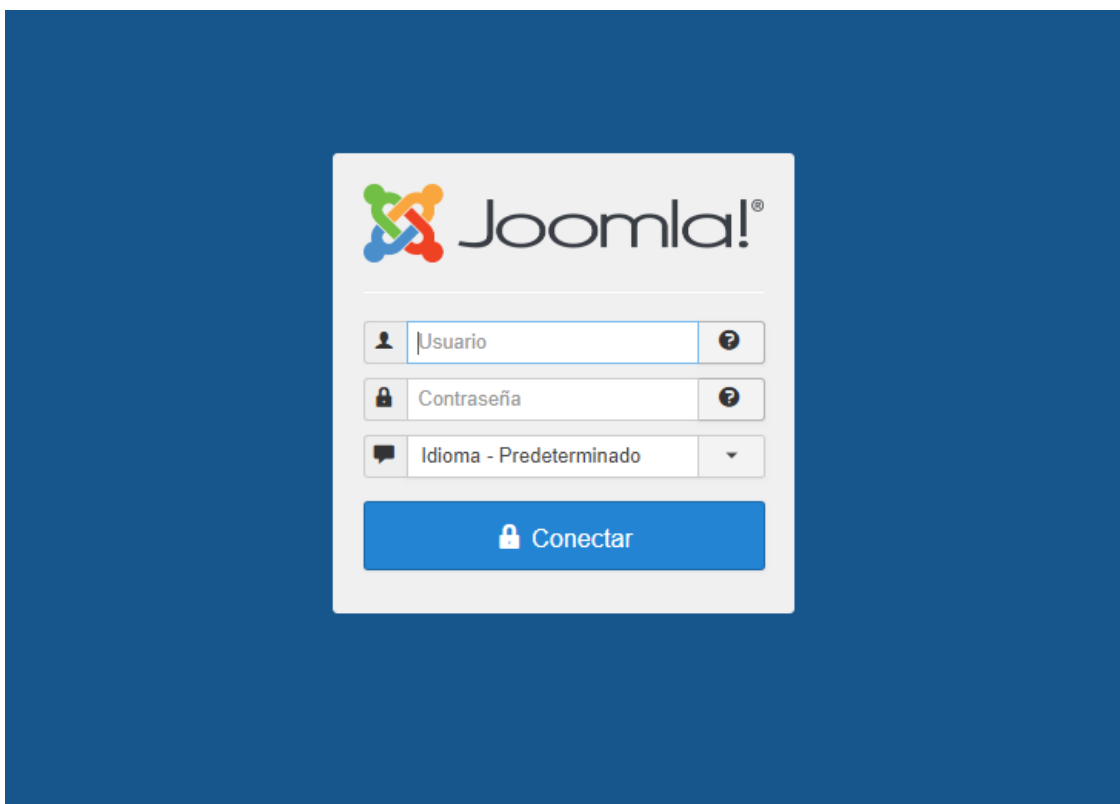 Joomla!®
Usuario
Contraseña
Idioma - Predeterminado
Conectar